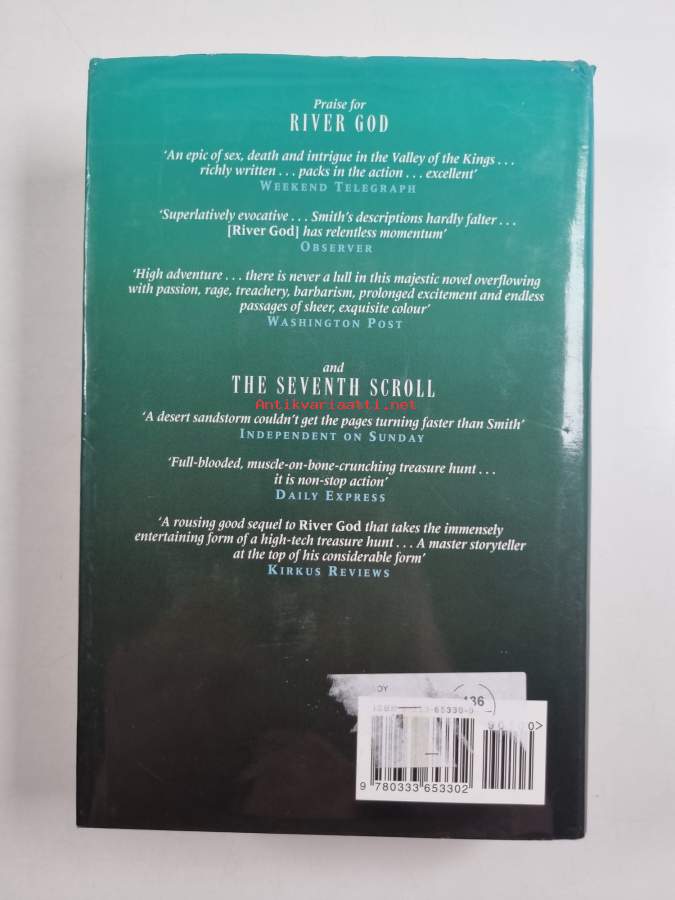 Praise for
RIVER GOD
‘An epic of sex, death and intrigue in the Valley of the Kings . . .
richly written . . . packs in the action . . . excellent’
WEEKEND TELEGRAPH
‘Superlatively evocative . . . Smith’s descriptions hardly falter . . .
[River God] has relentless momentum’
OBSERVER
‘High adventure . . . there is never a lull in this majestic novel overflowing
with passion, rage, treachery, barbarism, prolonged excitement and endless
passages of sheer, exquisite colour’
WASHINGTON POST
and
THE SEVENTH SCROLL
Antikvariaatti.net
‘A desert sandstorm couldn’t get the pages turning faster than Smith’
INDEPENDENT ON SUNDAY
‘Full-blooded, muscle-on-bone-crunching treasure hunt . . .
it is non-stop action’
DAILY EXPRESS
‘A rousing good sequel to River God that takes the immensely
entertaining form of a high-tech treasure hunt . . . A master storyteller
at the top of his considerable form’
KIRKUS REVIEWS
9 780333 653302